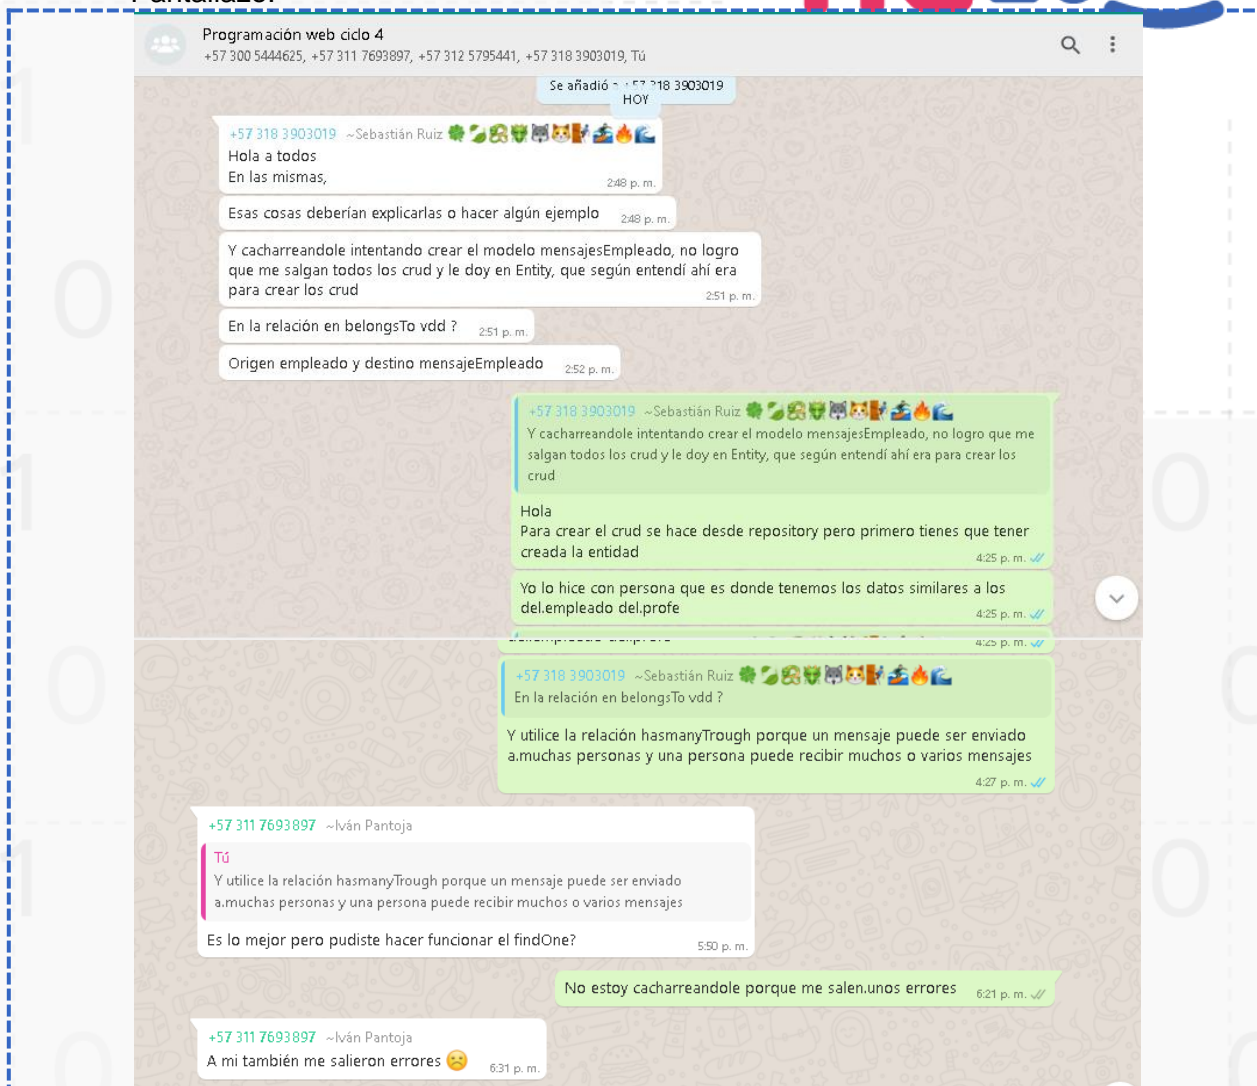 Pantallazo:
Programación web ciclo 4
+57 300 5444625, +57 311 7693897, +57 312 5795441, +57 318 3903019, Tú
Se añadió a +57 318 3903019
HOY
+57 318 3903019 ~Sebastián Ruiz 🍀🍃🐉🐺🐱🧗🏄🔥🌊
Hola a todos
En las mismas,
2:48 p. m.
Esas cosas deberían explicarlas o hacer algún ejemplo
2:48 p. m.
Y cacharreandole intentando crear el modelo mensajesEmpleado, no logro
que me salgan todos los crud y le doy en Entity, que según entendí ahí era
para crear los crud
2:51 p. m.
En la relación en belongsTo vdd ?
2:51 p. m.
Origen empleado y destino mensajeEmpleado
2:52 p. m.
+57 318 3903019 ~Sebastián Ruiz 🍀🍃🐉🐺🐱🧗🏄🔥🌊
Y cacharreandole intentando crear el modelo mensajesEmpleado, no logro que me
salgan todos los crud y le doy en Entity, que según entendí ahí era para crear los
crud
Hola
Para crear el crud se hace desde repository pero primero tienes que tener
creada la entidad
4:25 p. m.
Yo lo hice con persona que es donde tenemos los datos similares a los
del.empleado del.profe
4:25 p. m.
4:25 p. m.
+57 318 3903019 ~Sebastián Ruiz 🍀🍃🐉🐺🐱🧗🏄🔥🌊
En la relación en belongsTo vdd ?
Y utilice la relación hasmanyTrough porque un mensaje puede ser enviado
a.muchas personas y una persona puede recibir muchos o varios mensajes
4:27 p. m.
+57 311 7693897 ~Iván Pantoja
Tú
Y utilice la relación hasmanyTrough porque un mensaje puede ser enviado
a.muchas personas y una persona puede recibir muchos o varios mensajes
Es lo mejor pero pudiste hacer funcionar el findOne?
5:50 p. m.
No estoy cacharreandole porque me salen.unos errores
6:21 p. m.
+57 311 7693897 ~Iván Pantoja
A mi también me salieron errores ☹️
6:31 p. m.